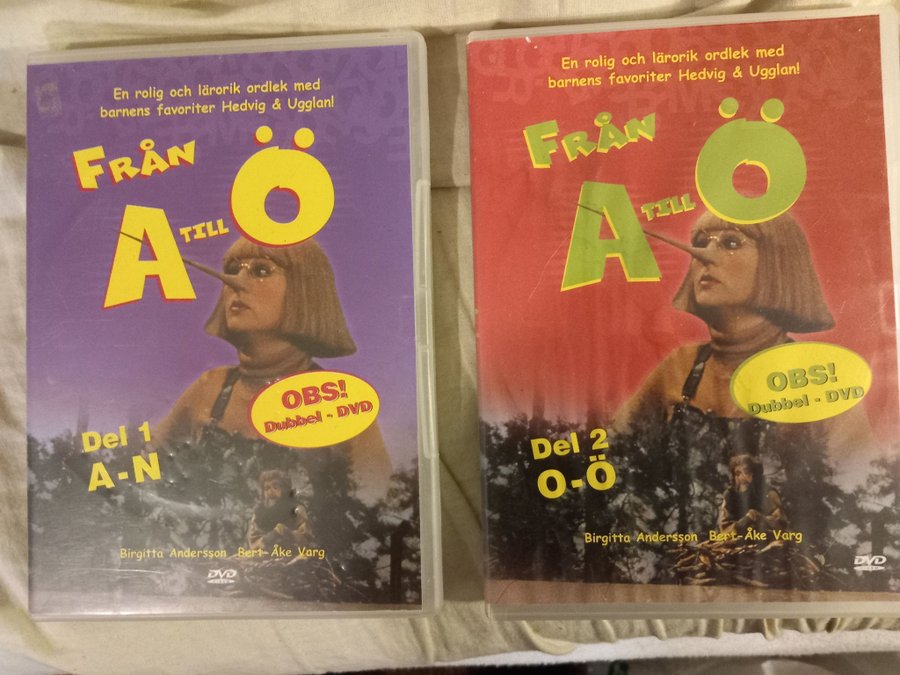 En rolig och lärorik ordlek med
barnens favoriter Hedvig & Ugglan!
FRÅN
A TILL Ö
OBS!
Dubbel - DVD
Del 1
A-N
Birgitta Andersson Bert-Åke Varg
DVD
VIDEO
En rolig och lärorik ordlek med
barnens favoriter Hedvig & Ugglan!
FRÅN
A TILL Ö
OBS!
Dubbel - DVD
Del 2
O-Ö
Birgitta Andersson Bert-Åke Varg
DVD
VIDEO